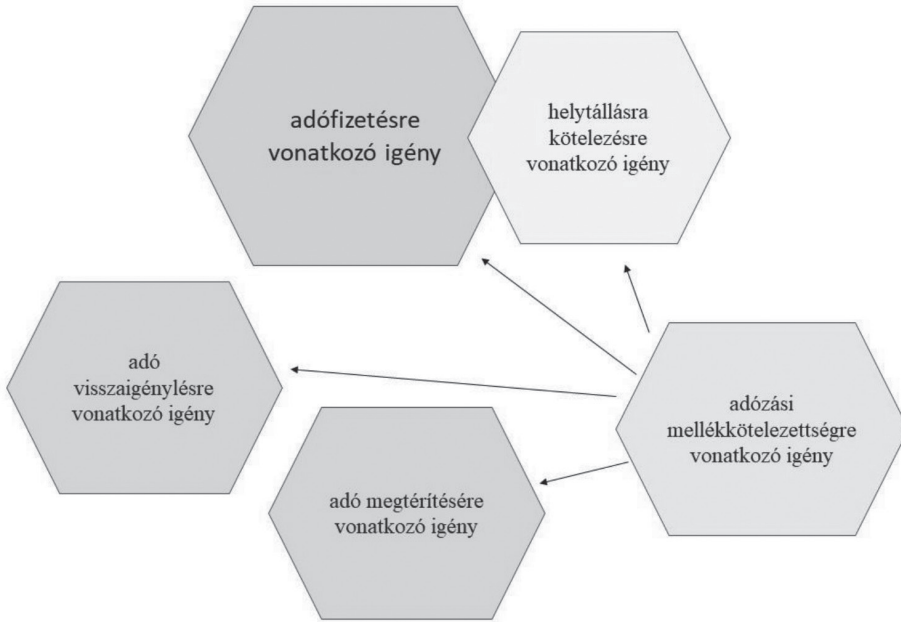 adófizetésre
vonatkozó igény
helytállásra
kötelezésre
vonatkozó igény
adó
visszaigénylésre
vonatkozó igény
adózási
mellékkötelezettségre
vonatkozó igény
adó megtérítésére
vonatkozó igény